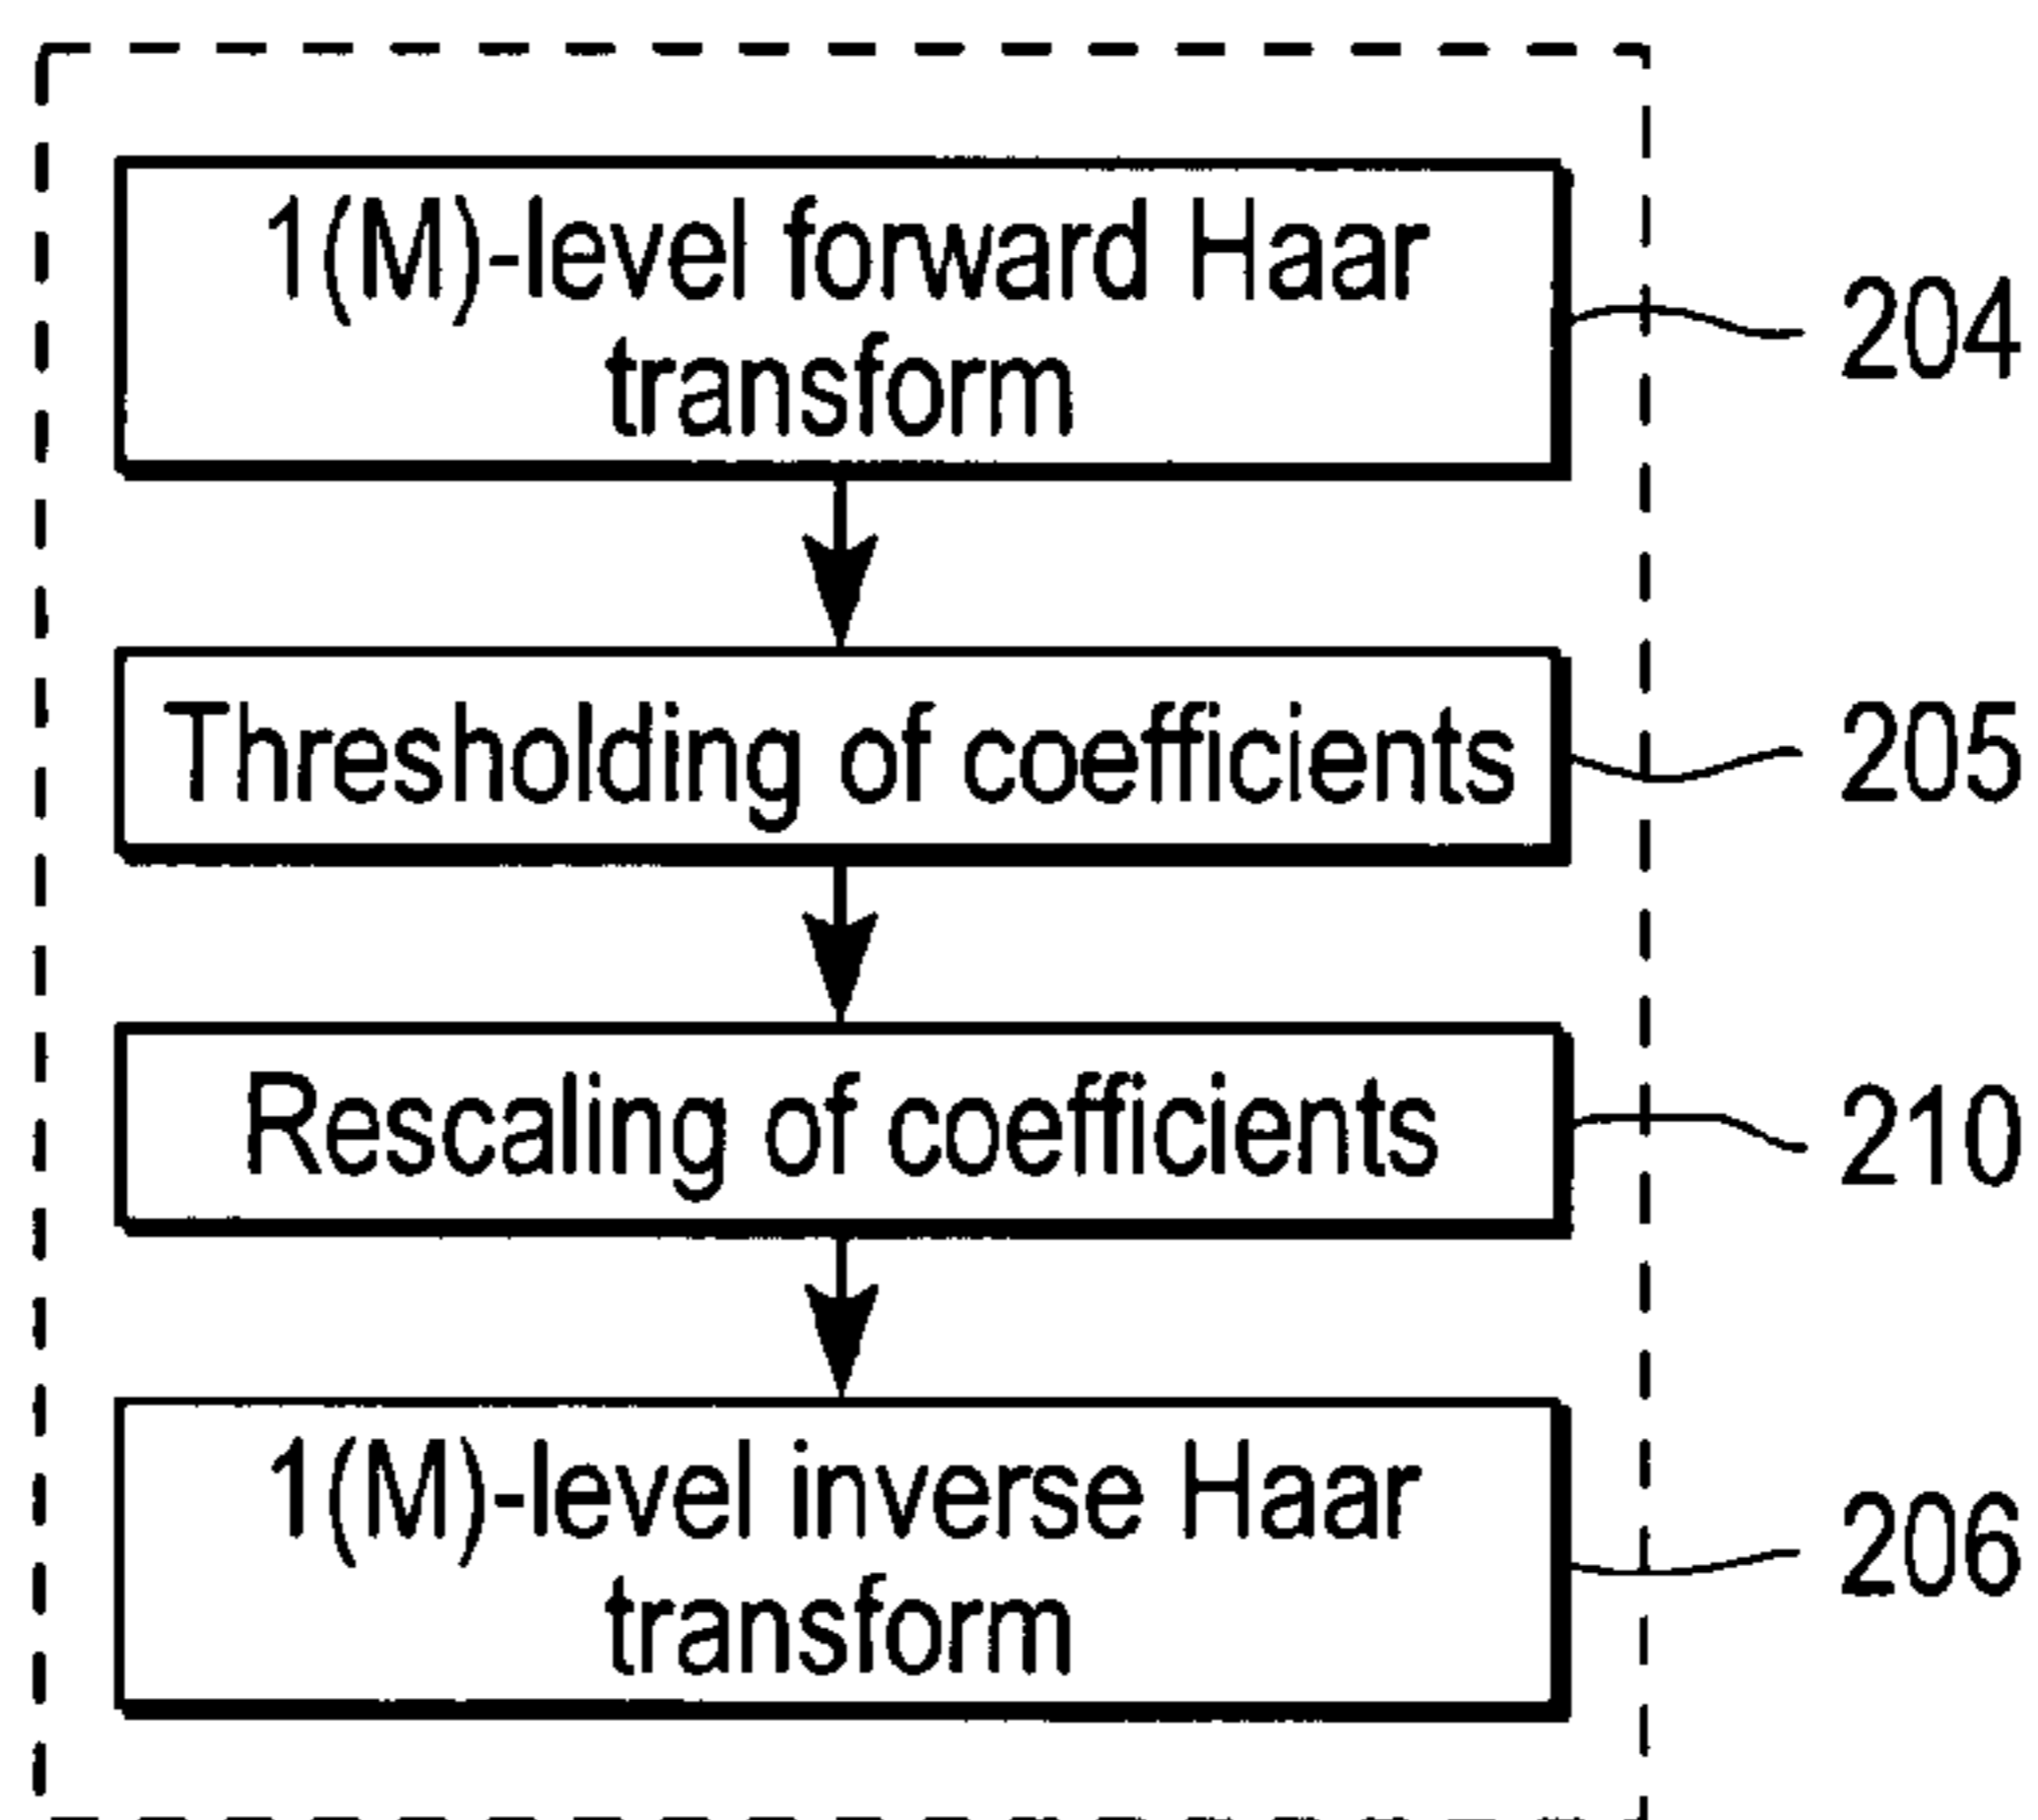 1(M)-level forward Haar
transform
204
Thresholding of coefficients
205
Rescaling of coefficients
210
1(M)-level inverse Haar
transform
206